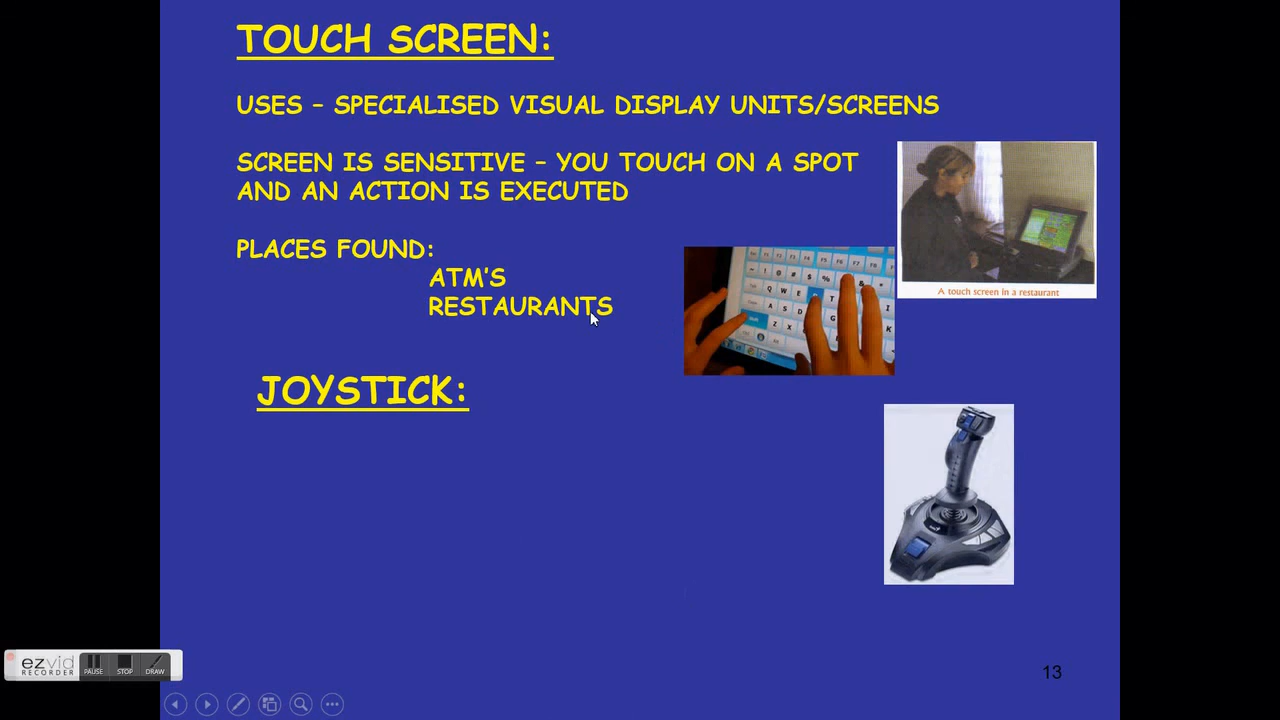 TOUCH SCREEN:
USES – SPECIALISED VISUAL DISPLAY UNITS/SCREENS
SCREEN IS SENSITIVE – YOU TOUCH ON A SPOT
AND AN ACTION IS EXECUTED
PLACES FOUND:
ATM'S
RESTAURANTS
A touch screen in a restaurant
JOYSTICK:
ezvid
RECORDER
PAUSE
STOP
DRAW
13